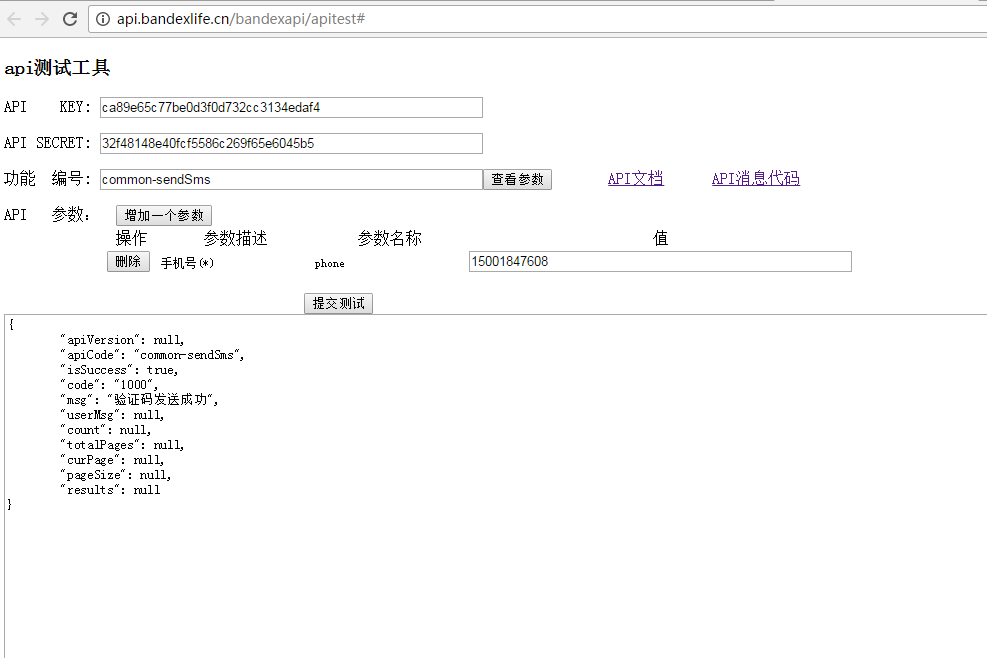 api.bandexlife.cn/bandexapi/apitest#
api测试工具
API KEY: ca89e65c77be0d3f0d732cc3134edaf4
API SECRET: 32f48148e40fcf5586c269f65e6045b5
功能 编号: common-sendSms 查看参数 API文档 API消息代码
API 参数: 增加一个参数
操作 参数描述 参数名称 值
删除 手机号(*) phone 15001847608
提交测试
{
"apiVersion": null,
"apiCode": "common-sendSms",
"isSuccess": true,
"code": "1000",
"msg": "验证码发送成功",
"userMsg": null,
"count": null,
"totalPages": null,
"curPage": null,
"pageSize": null,
"results": null
}